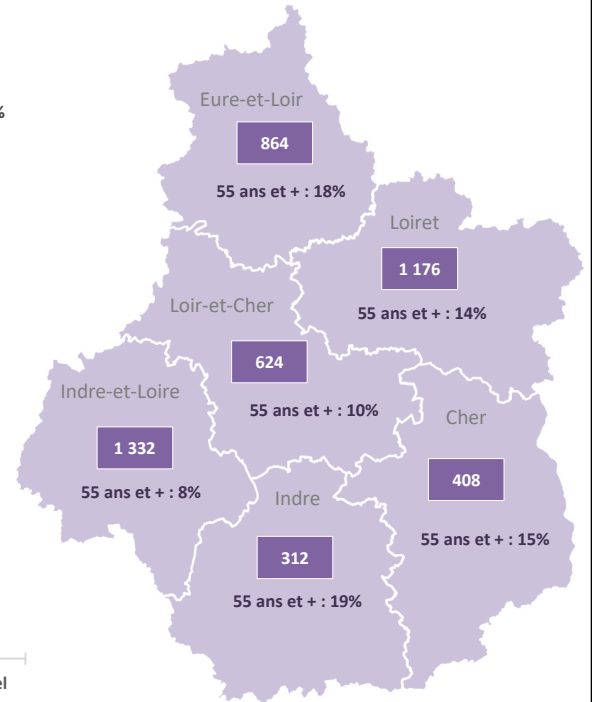 %
Eure-et-Loir
864
55 ans et + : 18%
Loiret
1 176
55 ans et + : 14%
Loir-et-Cher
624
55 ans et + : 10%
Indre-et-Loire
1 332
55 ans et + : 8%
Cher
408
55 ans et + : 15%
Indre
312
55 ans et + : 19%
el